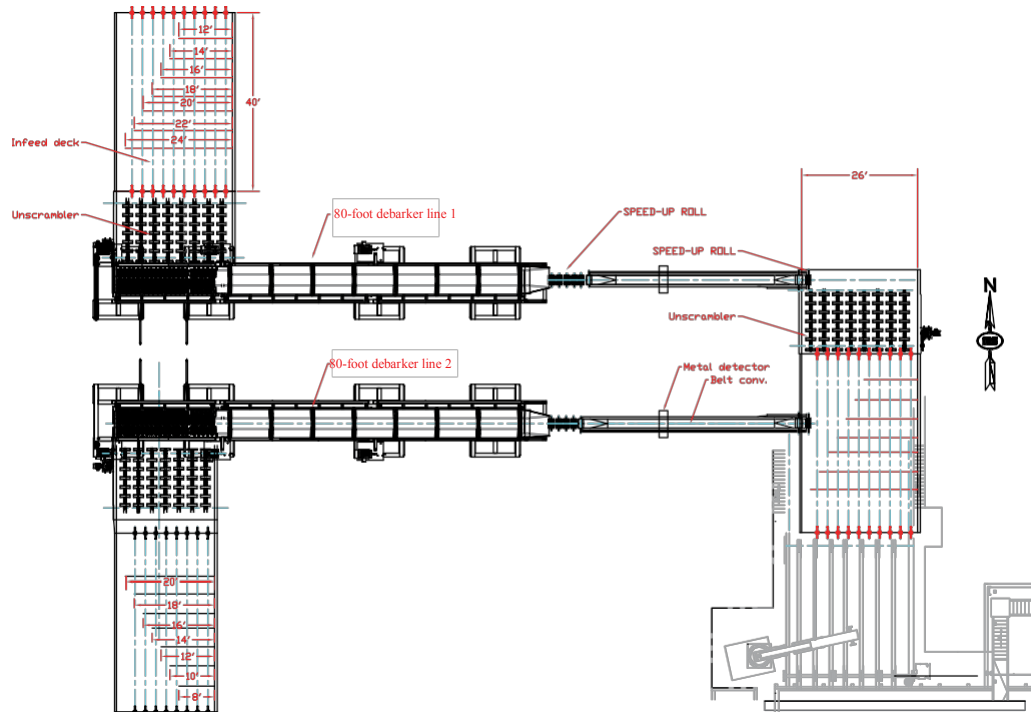 12'
14'
16'
18'
20'
22'
24'
40'
Infeed deck
Unscrambler
80-foot debarker line 1
SPEED-UP ROLL
SPEED-UP ROLL
26'
N
Unscrambler
80-foot debarker line 2
Metal detector
Belt conv.
20'
18'
16'
14'
12'
10'
8'